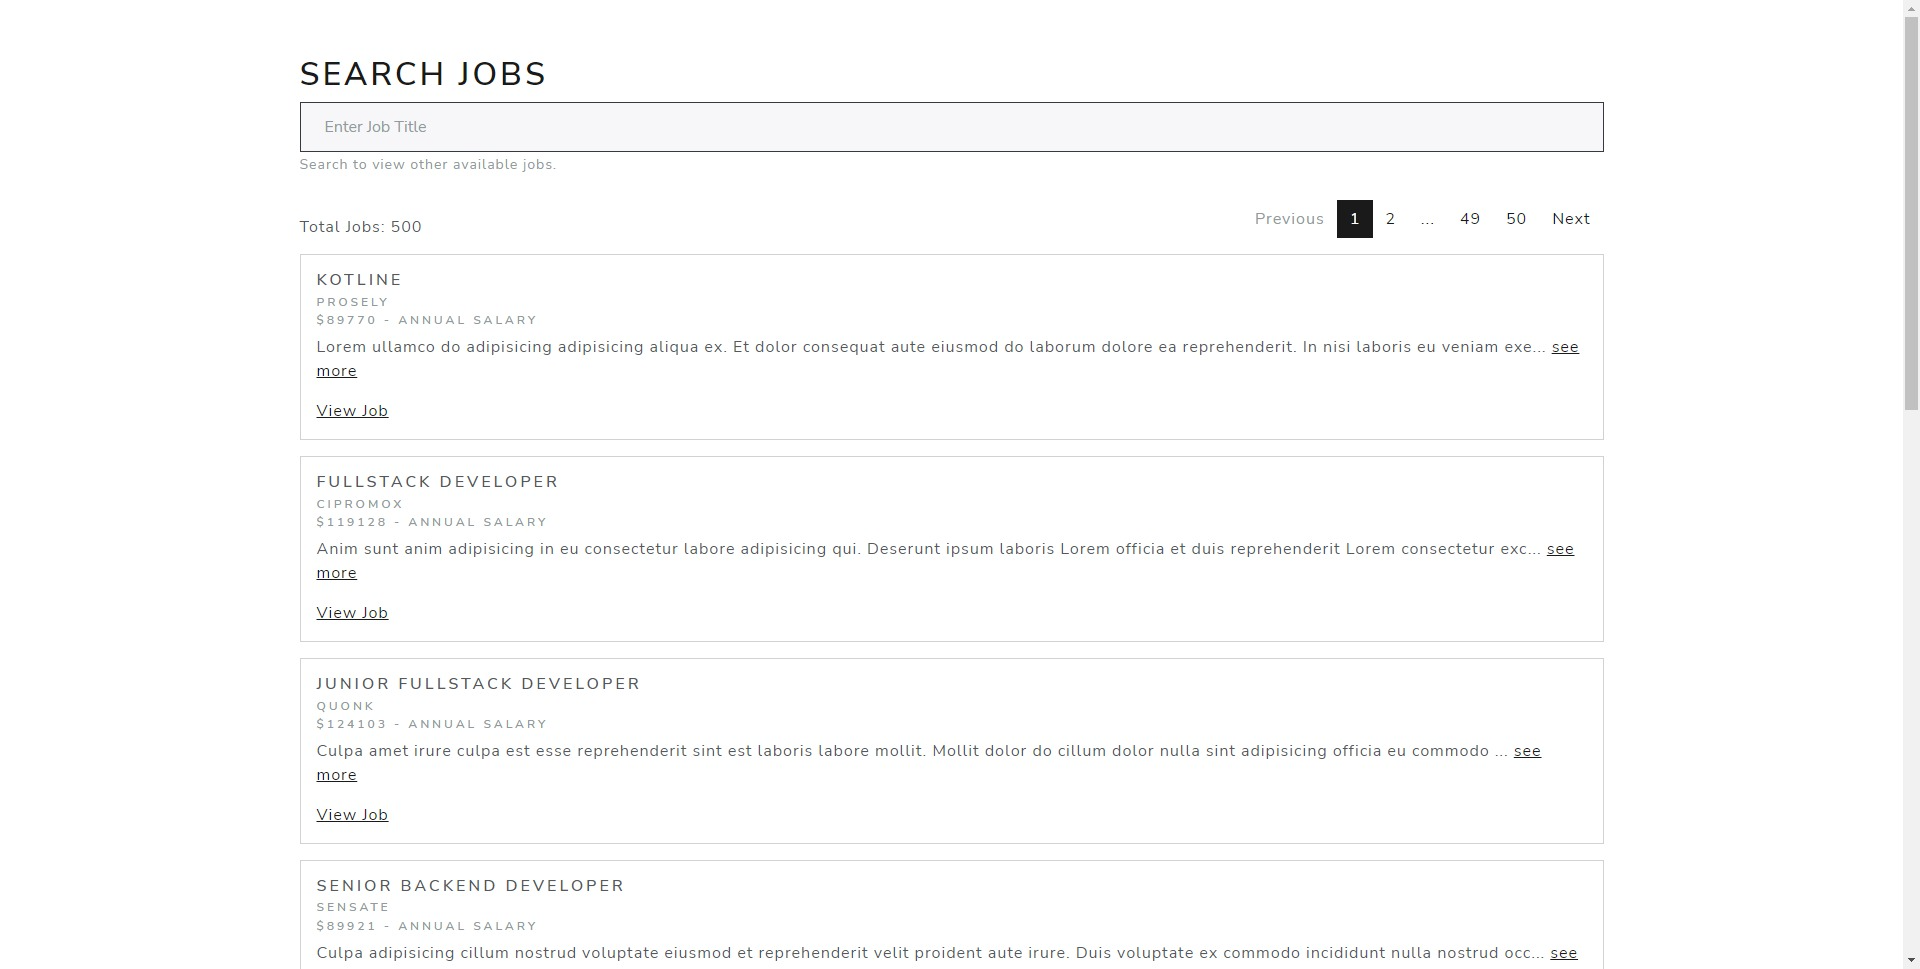 SEARCH JOBS
Enter Job Title
Search to view other available jobs.
Total Jobs: 500
Previous 1 2 ... 49 50 Next
KOTLINE
PROSELY
$89770 - ANNUAL SALARY
Lorem ullamco do adipisicing adipisicing aliqua ex. Et dolor consequat aute eiusmod do laborum dolore ea reprehenderit. In nisi laboris eu veniam exe... see
more
View Job
FULLSTACK DEVELOPER
CIPROMOX
$119128 - ANNUAL SALARY
Anim sunt anim adipisicing in eu consectetur labore adipisicing qui. Deserunt ipsum laboris Lorem officia et duis reprehenderit Lorem consectetur exc... see
more
View Job
JUNIOR FULLSTACK DEVELOPER
QUONK
$124103 - ANNUAL SALARY
Culpa amet irure culpa est esse reprehenderit sint est laboris labore mollit. Mollit dolor do cillum dolor nulla sint adipisicing officia eu commodo ... see
more
View Job
SENIOR BACKEND DEVELOPER
SENSATE
$89921 - ANNUAL SALARY
Culpa adipisicing cillum nostrud voluptate eiusmod et reprehenderit velit proident aute irure. Duis voluptate ex commodo incididunt nulla nostrud occ... see